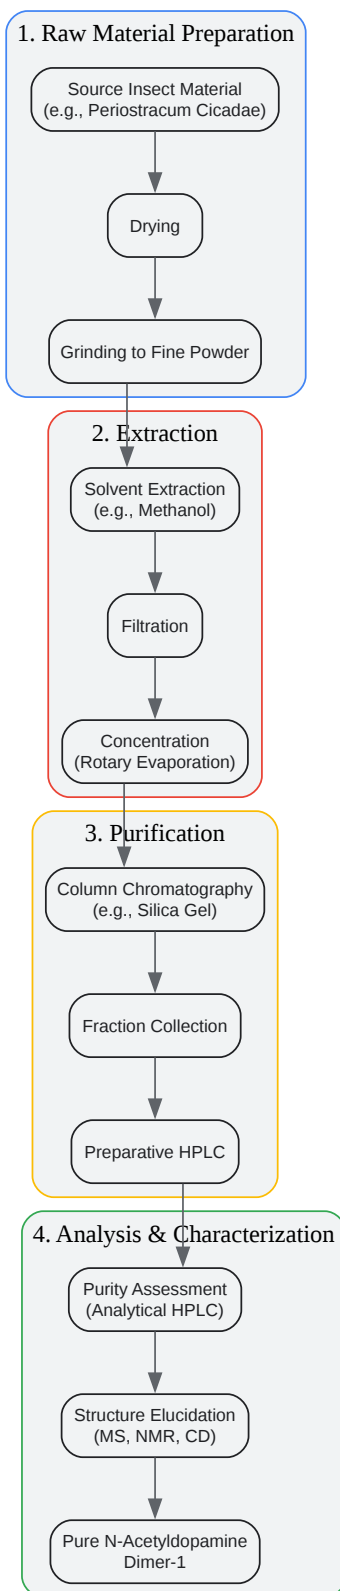 1. Raw Material Preparation
Source Insect Material
(e.g., Periostracum Cicadae)
Drying
Grinding to Fine Powder
2. Extraction
Solvent Extraction
(e.g., Methanol)
Filtration
Concentration
(Rotary Evaporation)
3. Purification
Column Chromatography
(e.g., Silica Gel)
Fraction Collection
Preparative HPLC
4. Analysis & Characterization
Purity Assessment
(Analytical HPLC)
Structure Elucidation
(MS, NMR, CD)
Pure N-Acetyldopamine
Dimer-1